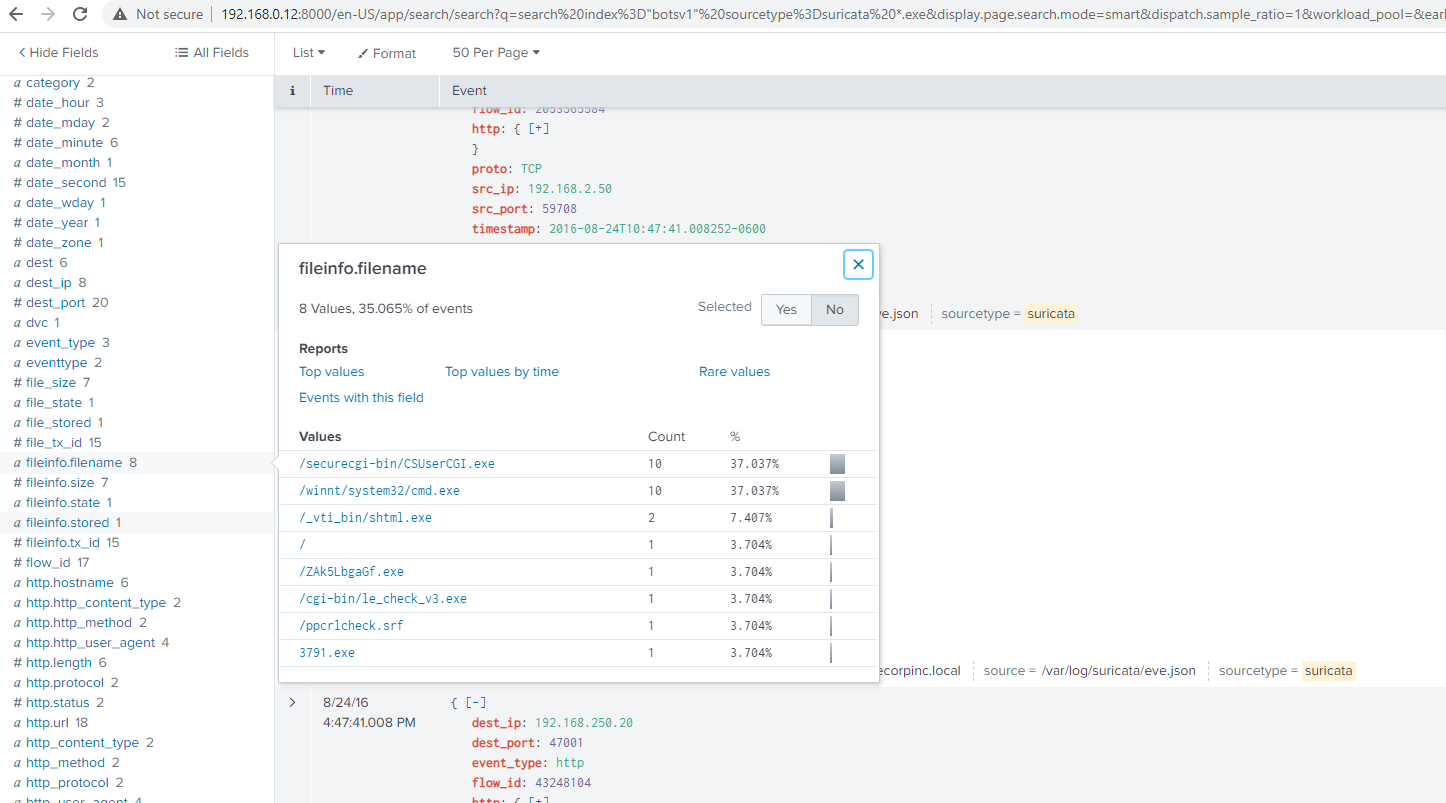 Not secure 192.168.0.12:8000/en-US/app/search/search?q=search%20index%3D"botsv1"%20sourcetype%3Dsuricata%20*.exe&display.page.search.mode=smart&dispatch.sample_ratio=1&workload_pool=&earl
Hide Fields All Fields List Format 50 Per Page
i Time Event
a category 2
# date_hour 3
# date_mday 2
# date_minute 6
a date_month 1
# date_second 15
a date_wday 1
# date_year 1
# date_zone 1
a dest 6
a dest_ip 8
# dest_port 20
a dvc 1
a event_type 3
a eventtype 2
# file_size 7
a file_state 1
a file_stored 1
# file_tx_id 15
a fileinfo.filename 8
# fileinfo.size 7
a fileinfo.state 1
a fileinfo.stored 1
# fileinfo.tx_id 15
# flow_id 17
a http.hostname 6
a http.http_content_type 2
a http.http_method 2
a http.http_user_agent 4
# http.length 6
a http.protocol 2
# http.status 2
a http.url 18
a http_content_type 2
a http_method 2
a http_protocol 2
a http_user_agent 4
flow_id: 2053565584
http: { [+]
}
proto: TCP
src_ip: 192.168.2.50
src_port: 59708
timestamp: 2016-08-24T10:47:41.008252-0600
ve.json sourcetype = suricata
fileinfo.filename
8 Values, 35.065% of events Selected Yes No
Reports
Top values Top values by time Rare values
Events with this field
Values Count %
/securecgi-bin/CSUserCGI.exe 10 37.037%
/winnt/system32/cmd.exe 10 37.037%
/_vti_bin/shtml.exe 2 7.407%
/ 1 3.704%
/ZAk5LbgaGf.exe 1 3.704%
/cgi-bin/le_check_v3.exe 1 3.704%
/ppcrlcheck.srf 1 3.704%
3791.exe 1 3.704%
ecorpinc.local source = /var/log/suricata/eve.json sourcetype = suricata
8/24/16
4:47:41.008 PM
{ [-]
dest_ip: 192.168.250.20
dest_port: 47001
event_type: http
flow_id: 43248104
http: { [+]